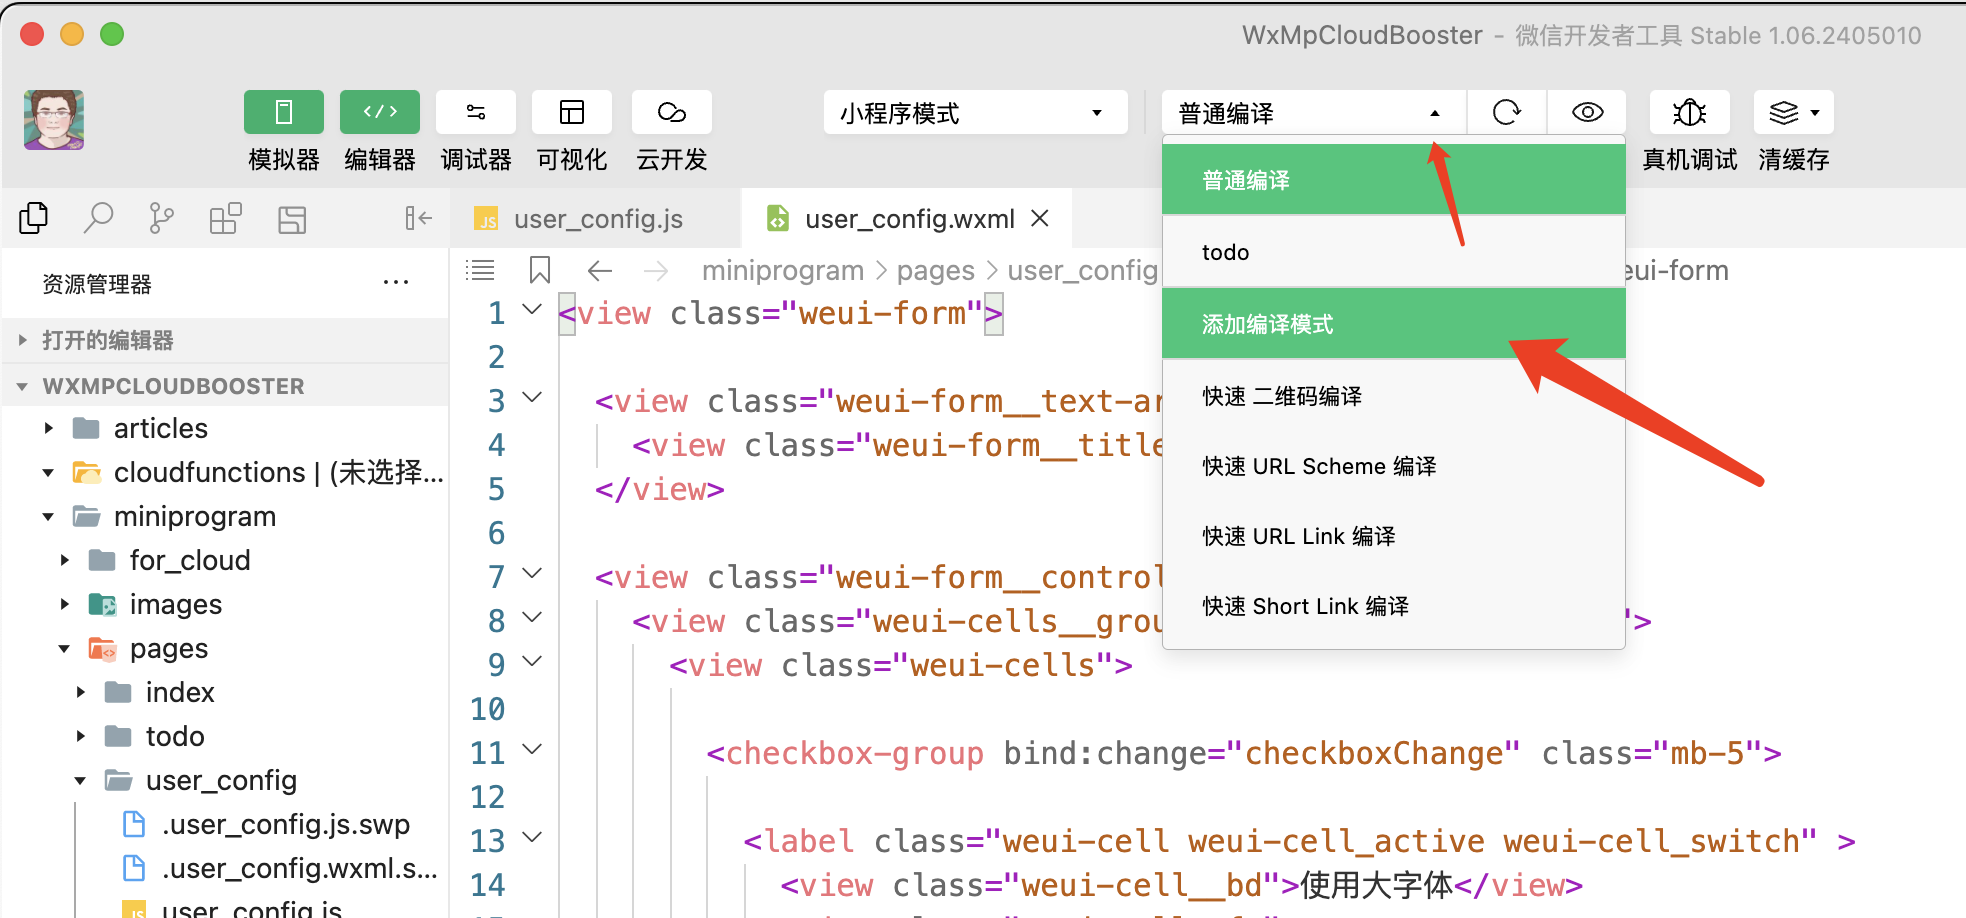 WxMpCloudBooster - 微信开发者工具 Stable 1.06.2405010
小程序模式
普通编译
模拟器 编辑器 调试器 可视化 云开发 真机调试 清缓存
普通编译
todo
添加编译模式
快速 二维码编译
快速 URL Scheme 编译
快速 URL Link 编译
快速 Short Link 编译
user_config.js
user_config.wxml
资源管理器
打开的编辑器
WXMPCLOUDBOOSTER
articles
cloudfunctions | (未选择...
miniprogram
for_cloud
images
pages
index
todo
user_config
.user_config.js.swp
.user_config.wxml.s...
JS user_config.js
miniprogram > pages > user_config
eui-form
1 <view class="weui-form">
2
3 <view class="weui-form__text-ar
4 <view class="weui-form__title
5 </view>
6
7 <view class="weui-form__control
8 <view class="weui-cells__grou ">
9 <view class="weui-cells">
10
11 <checkbox-group bind:change="checkboxChange" class="mb-5">
12
13 <label class="weui-cell weui-cell_active weui-cell_switch" >
14 <view class="weui-cell__bd">使用大字体</view>